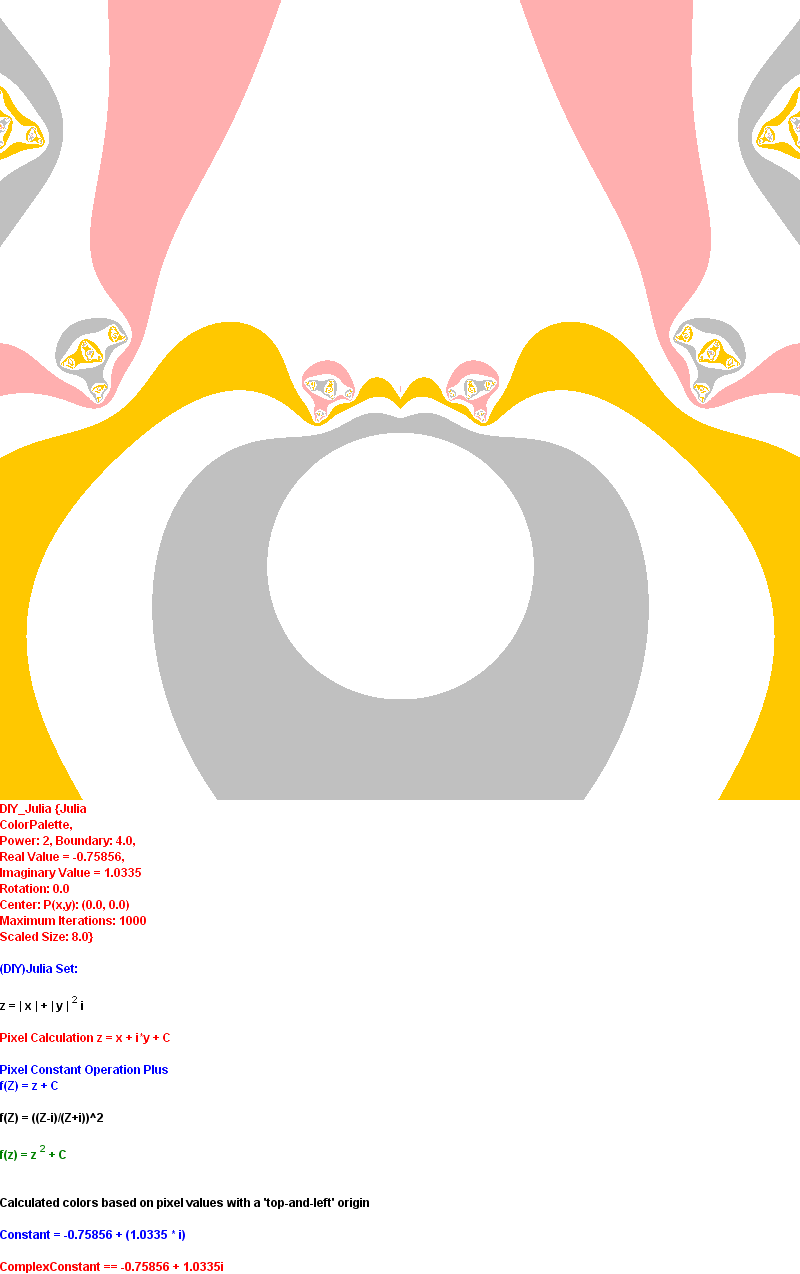 DIY_Julia {Julia
ColorPalette,
Power: 2, Boundary: 4.0,
Real Value = -0.75856,
Imaginary Value = 1.0335
Rotation: 0.0
Center: P(x,y): (0.0, 0.0)
Maximum Iterations: 1000
Scaled Size: 8.0}
(DIY)Julia Set:
z = | x | + | y | ² i
Pixel Calculation z = x + i*y + C
Pixel Constant Operation Plus
f(Z) = z + C
f(Z) = ((Z-i)/(Z+i))^2
f(z) = z ² + C
Calculated colors based on pixel values with a 'top-and-left' origin
Constant = -0.75856 + (1.0335 * i)
ComplexConstant == -0.75856 + 1.0335i